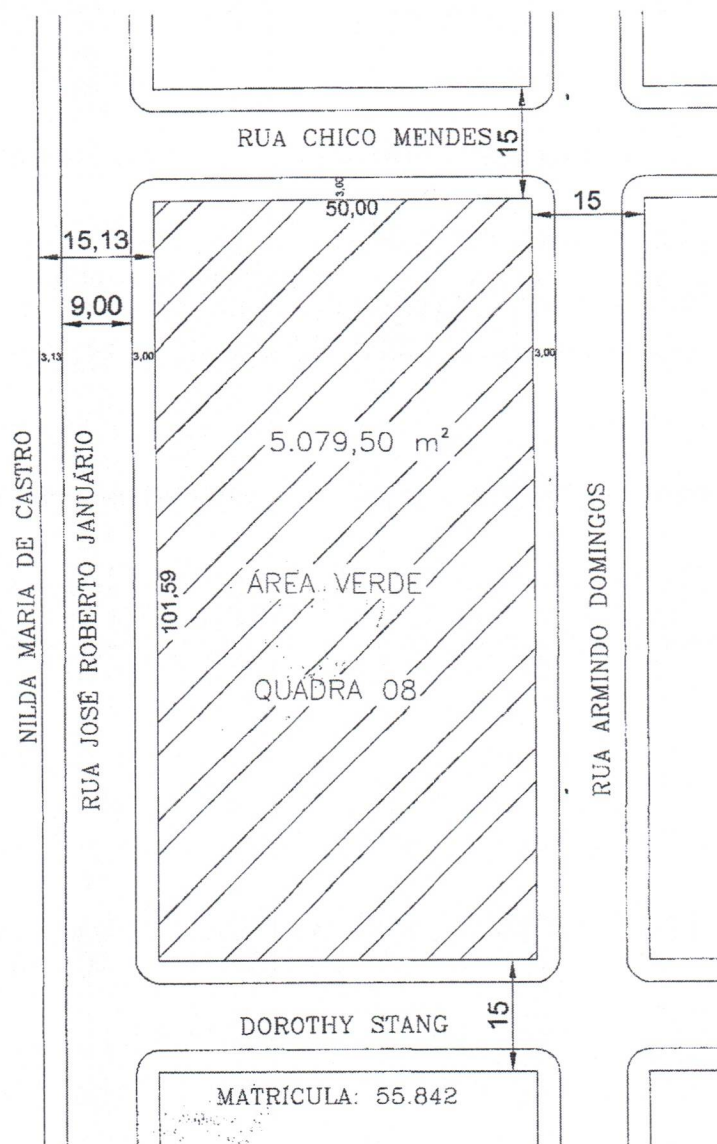 RUA CHICO MENDES
15
3,00
50,00
15
15,13
9,00
3,13
3,00
3,00
5.079,50 m²
NILDA MARIA DE CASTRO
RUA JOSÉ ROBERTO JANUÁRIO
101,59
ÁREA VERDE
QUADRA 08
RUA ARMINDO DOMINGOS
DOROTHY STANG
15
MATRÍCULA: 55.842